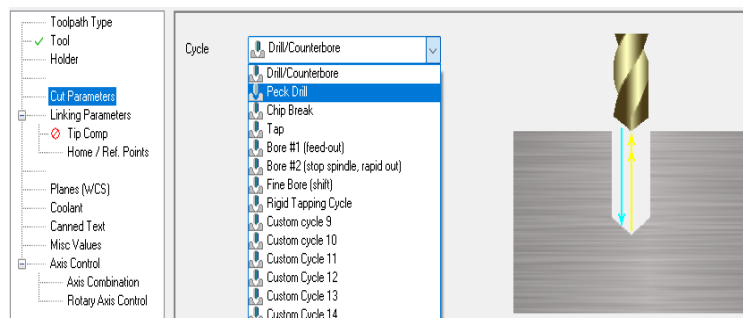 Toolpath Type
Tool
Holder
Cut Parameters
Linking Parameters
Tip Comp
Home / Ref. Points
Planes (WCS)
Coolant
Canned Text
Misc Values
Axis Control
Axis Combination
Rotary Axis Control
Cycle
Drill/Counterbore
Drill/Counterbore
Peck Drill
Chip Break
Tap
Bore #1 (feed-out)
Bore #2 (stop spindle, rapid out)
Fine Bore (shift)
Rigid Tapping Cycle
Custom cycle 9
Custom cycle 10
Custom Cycle 11
Custom Cycle 12
Custom Cycle 13
Custom Cycle 14